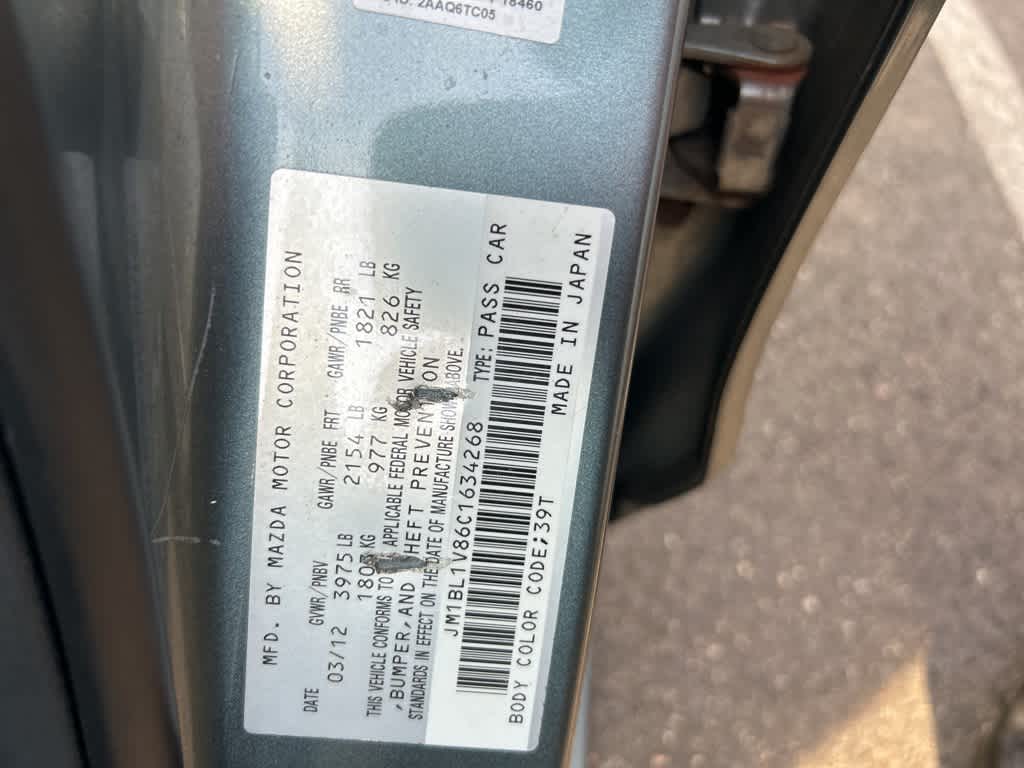 18460
ID: 2AAQ6TC05
MFD. BY MAZDA MOTOR CORPORATION
DATE GVWR/PNBV GAWR/PNBE FRT GAWR/PNBE RR
03/12 3975 LB 2154 LB 1821 LB
KG 977 KG 826 KG
THIS VEHICLE CONFORMS TO APPLICABLE FEDERAL MOTOR VEHICLE SAFETY
,BUMPER,AND THEFT PREVENTION
STANDARDS IN EFFECT ON THE DATE OF MANUFACTURE SHOWN ABOVE.
JM1BL1V86C1634268 TYPE: PASS CAR
BODY COLOR CODE;39T MADE IN JAPAN